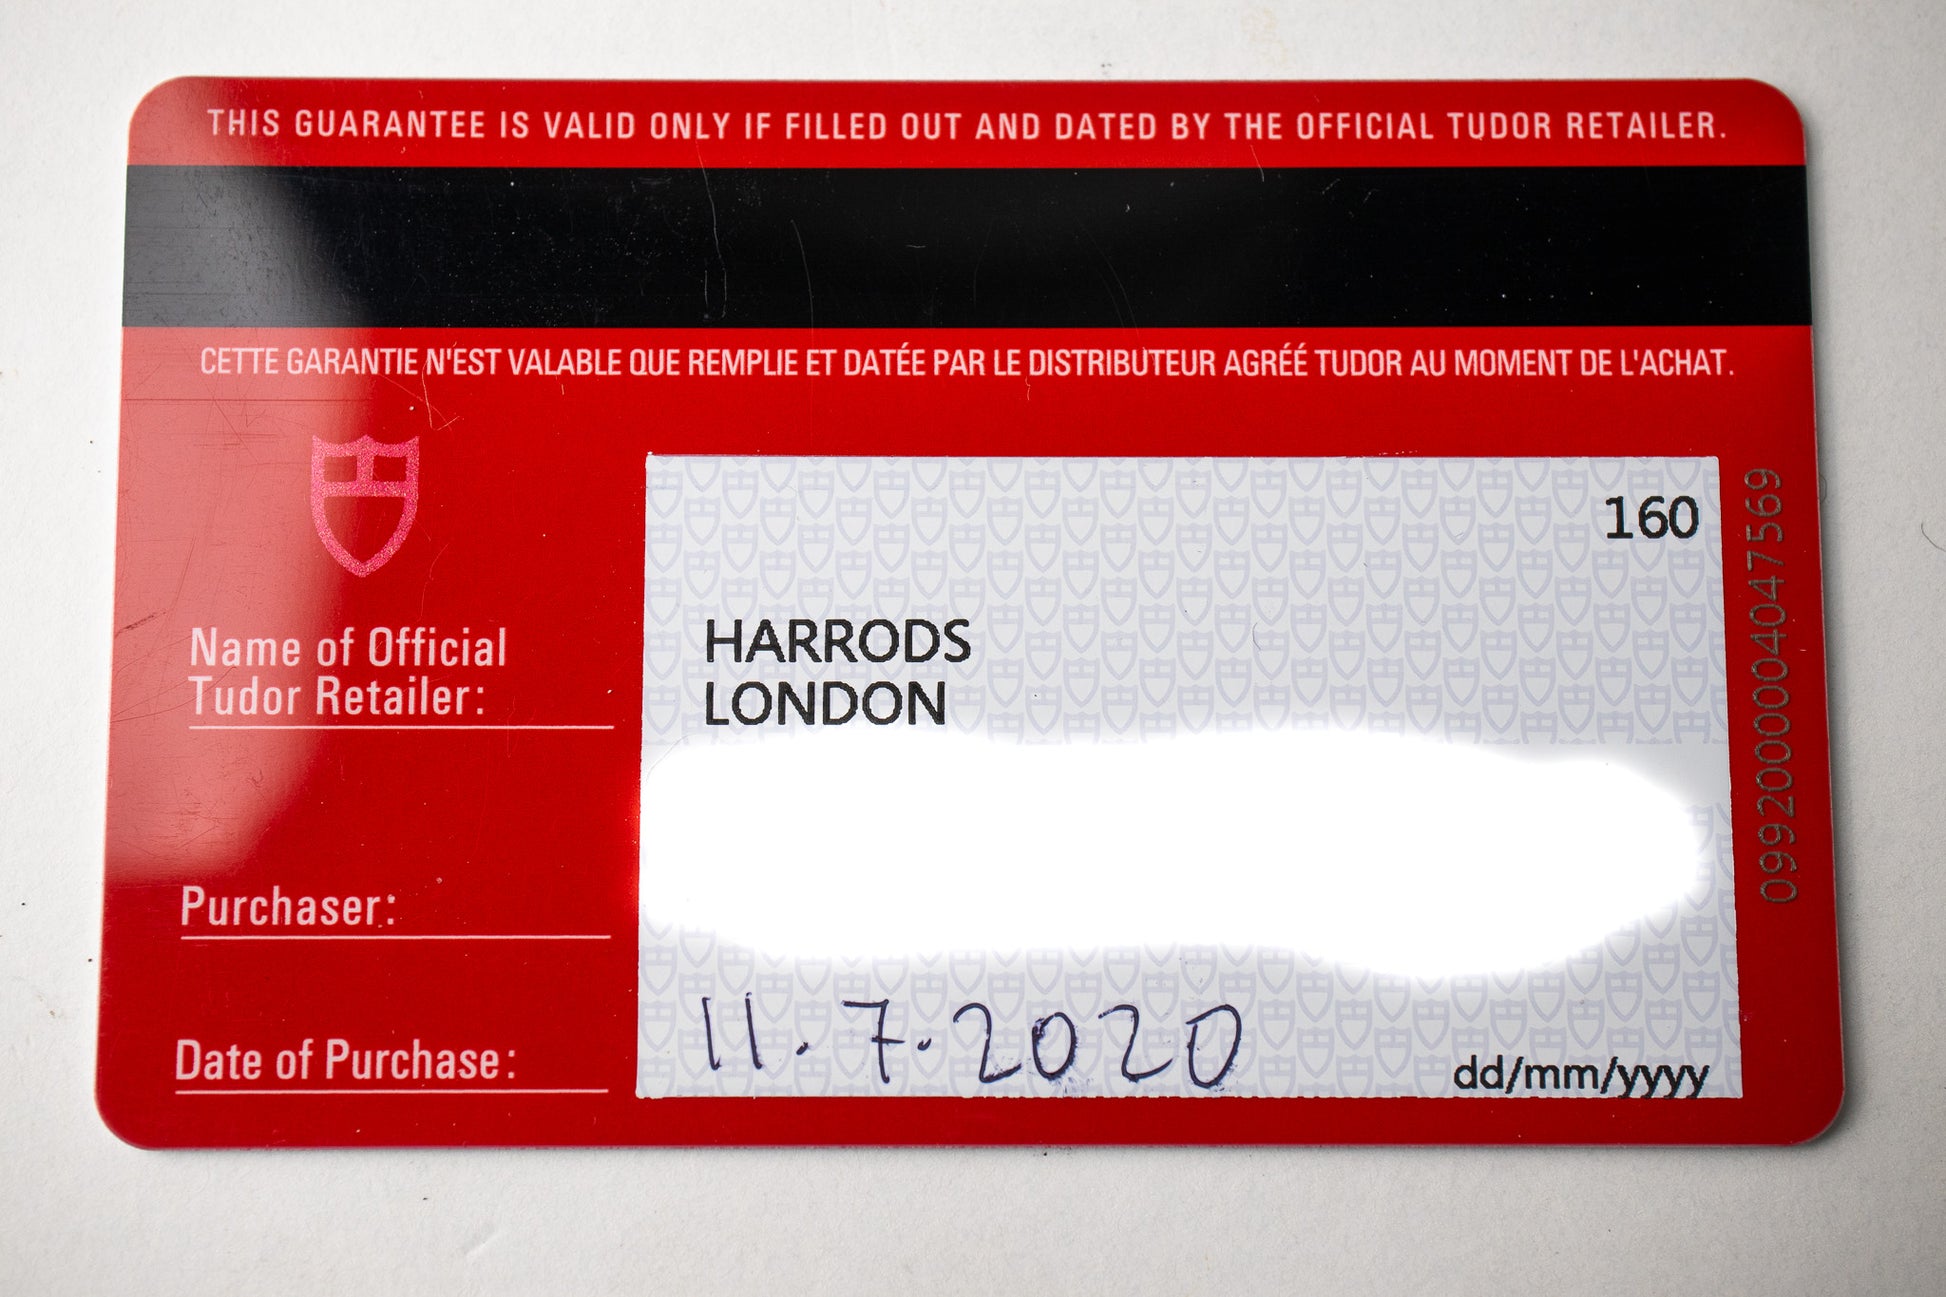 THIS GUARANTEE IS VALID ONLY IF FILLED OUT AND DATED BY THE OFFICIAL TUDOR RETAILER.
CETTE GARANTIE N'EST VALABLE QUE REMPLIE ET DATÉE PAR LE DISTRIBUTEUR AGRÉÉ TUDOR AU MOMENT DE L'ACHAT.
160
Name of Official
Tudor Retailer:
HARRODS
LONDON
Purchaser:
Date of Purchase:
11.7.2020
dd/mm/yyyy
0992000004047569